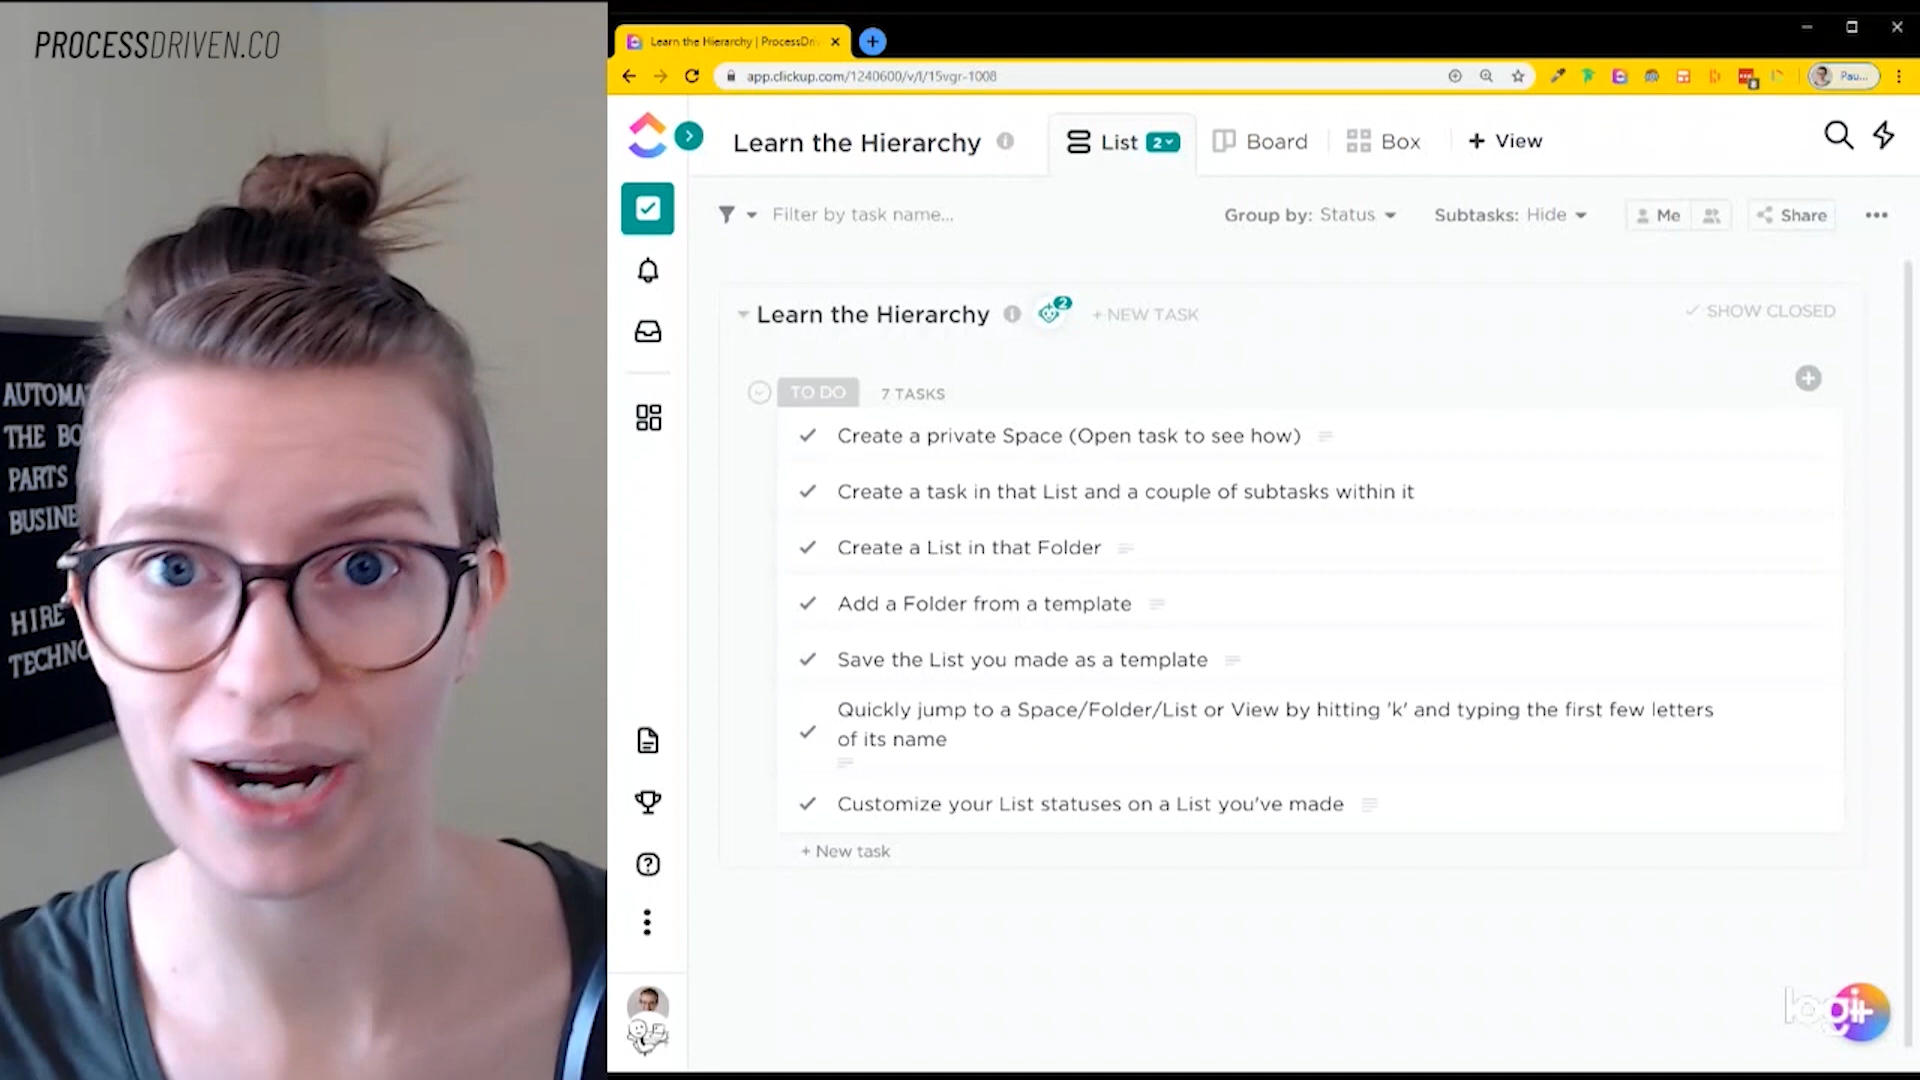 PROCESSDRIVEN.CO
AUTOMA
THE BO
PARTS
BUSINE
HIRE
TECHNO
Learn the Hierarchy | ProcessDri
app.clickup.com/1240600/v/l/15vgr-1008
Pau...
Learn the Hierarchy
List 2
Board
Box
+ View
Filter by task name...
Group by: Status
Subtasks: Hide
Me
Share
Learn the Hierarchy
2
+ NEW TASK
SHOW CLOSED
TO DO
7 TASKS
Create a private Space (Open task to see how)
Create a task in that List and a couple of subtasks within it
Create a List in that Folder
Add a Folder from a template
Save the List you made as a template
Quickly jump to a Space/Folder/List or View by hitting 'k' and typing the first few letters
of its name
Customize your List statuses on a List you've made
+ New task